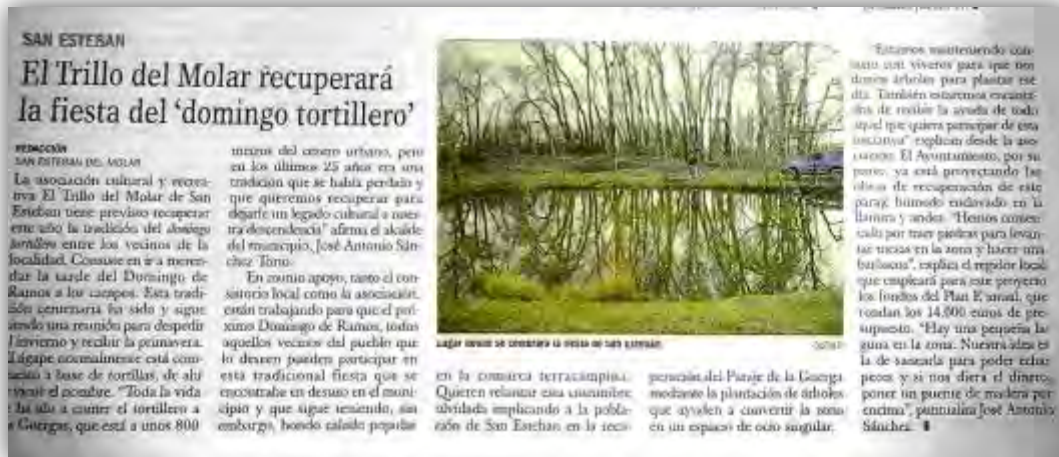 SAN ESTEBAN
El Trillo del Molar recuperará
la fiesta del 'domingo tortillero'
REDACCIÓN
SAN ESTEBAN DEL MOLAR
La asociación cultural y recrea-
tiva El Trillo del Molar de San
Esteban tiene previsto recuperar
este año la tradición del domingo
tortillero entre los vecinos de la
localidad. Consiste en ir a meren-
dar la tarde del Domingo de
Ramos a los campos. Esta tradi-
ción centenaria ha sido y sigue
siendo una reunión para despedir
l invierno y recibir la primavera.
l ágape normalmente está com-
a base de tortillas, de ahí
el nombre. "Toda la vida
ha ido a comer el tortillero a
s Guergas, que está a unos 800
metros del centro urbano, pero
en los últimos 25 años era una
tradición que se había perdido y
que queremos recuperar para
dejarle un legado cultural a nues-
tra descendencia" afirma el alcalde
del municipio, José Antonio Sán-
chez Toño.
En mutuo apoyo, tanto el con-
sistorio local como la asociación,
están trabajando para que el pró-
ximo Domingo de Ramos, todos
aquellos vecinos del pueblo que
lo deseen puedan participar en
esta tradicional fiesta que se
encontraba en desuso en el muni-
cipio y que sigue teniendo, sin
embargo, hondo calado popular
Lugar donde se celebrará la fiesta de San Esteban
en la comarca terracampina.
Quieren relanzar esta costumbre
olvidada implicando a la pobla-
ción de San Esteban en la recu-
peración del Paraje de la Guerga
mediante la plantación de árboles
que ayuden a convertir la zona
en un espacio de ocio singular.
"Estamos manteniendo con-
tacto con viveros para que nos
donen árboles para plantar ese
día. También estaremos encanta-
dos de recibir la ayuda de todo
aquel que quiera participar de esta
iniciativa" explican desde la aso-
ciación. El Ayuntamiento, por su
parte, ya está proyectando las
obras de recuperación de este
paraje húmedo enclavado en la
llanura y andes. "Hemos comen-
zado por traer piedras para levan-
tar mesas en la zona y hacer una
barbacoa", explica el regidor local
que empleará para este proyecto
los fondos del Plan E anual, que
rondan los 14.000 euros de pre-
supuesto. "Hay una pequeña la-
guna en la zona. Nuestra idea es
la de sanearla para poder echar
peces y si nos diera el dinero,
poner un puente de madera por
encima", puntualiza José Antonio
Sánchez.